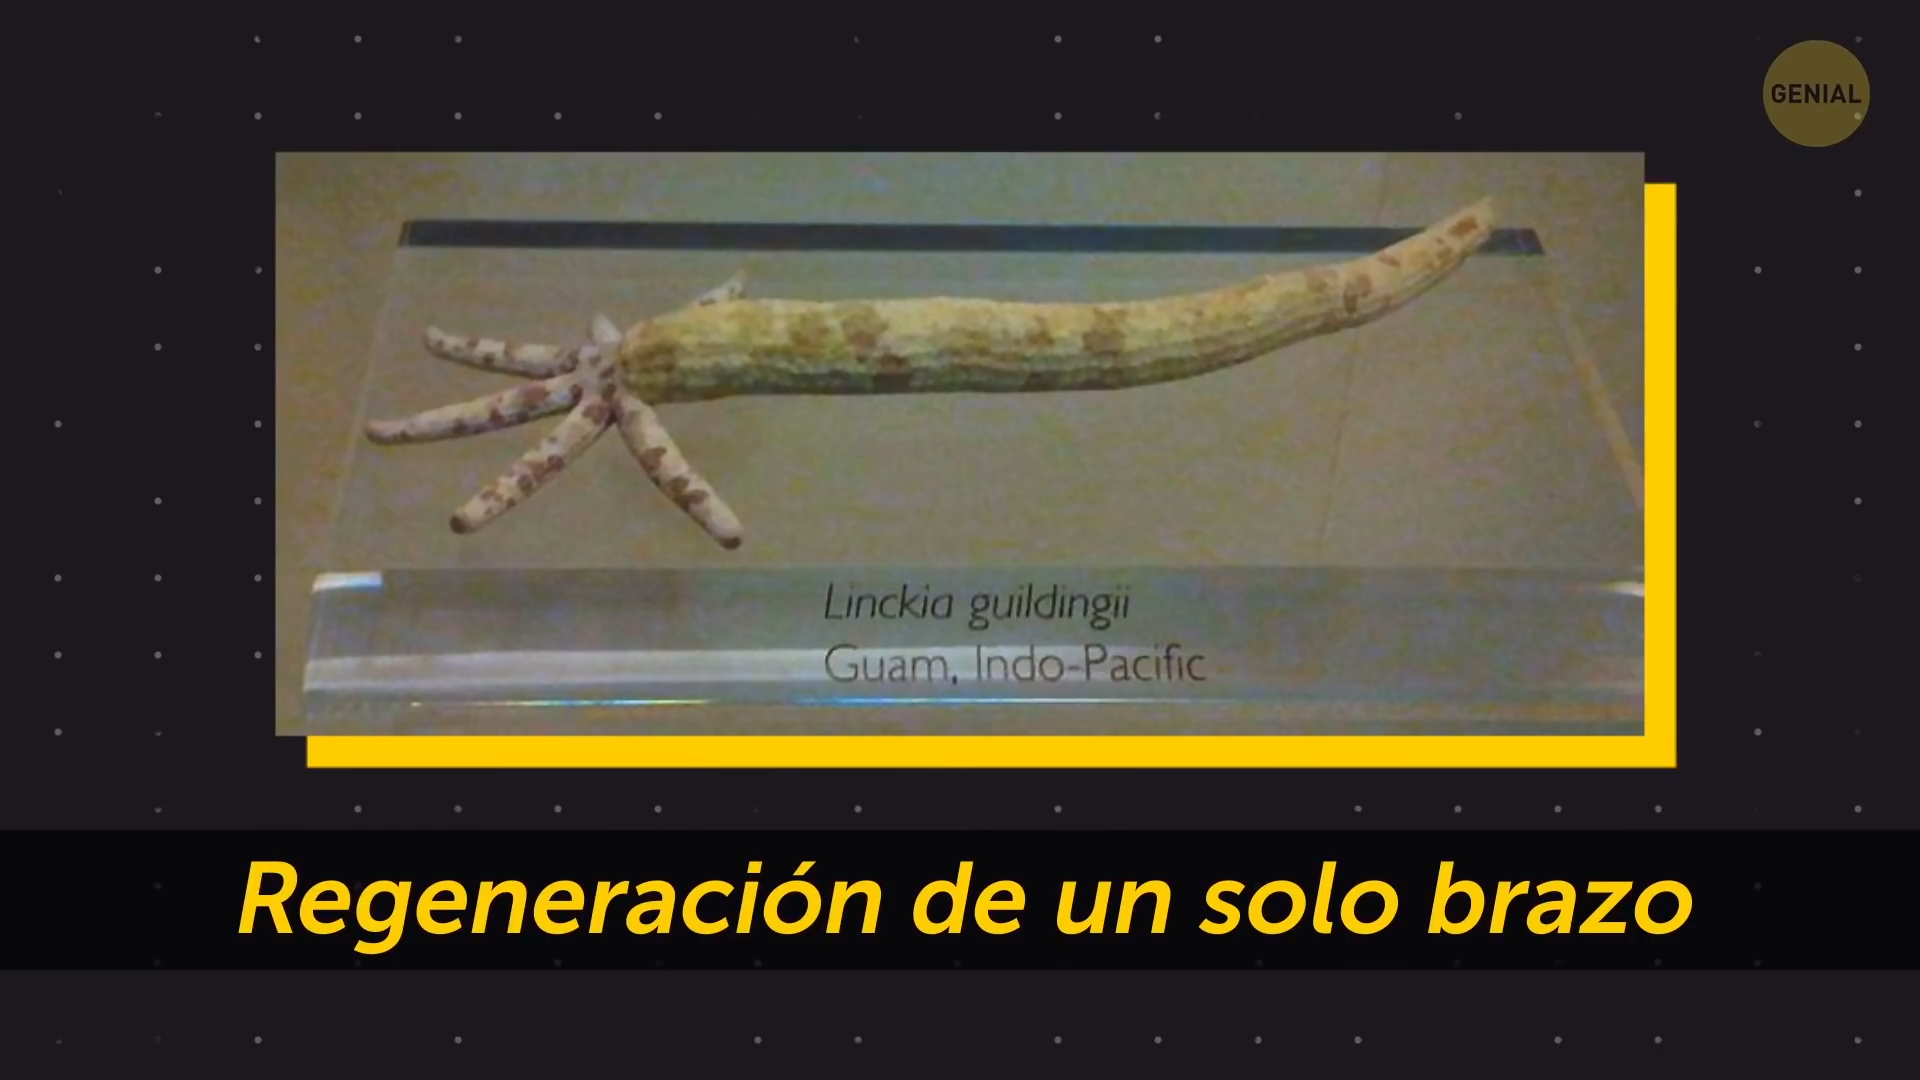 GENIAL
Linckia guildingii
Guam, Indo-Pacific
Regeneración de un solo brazo